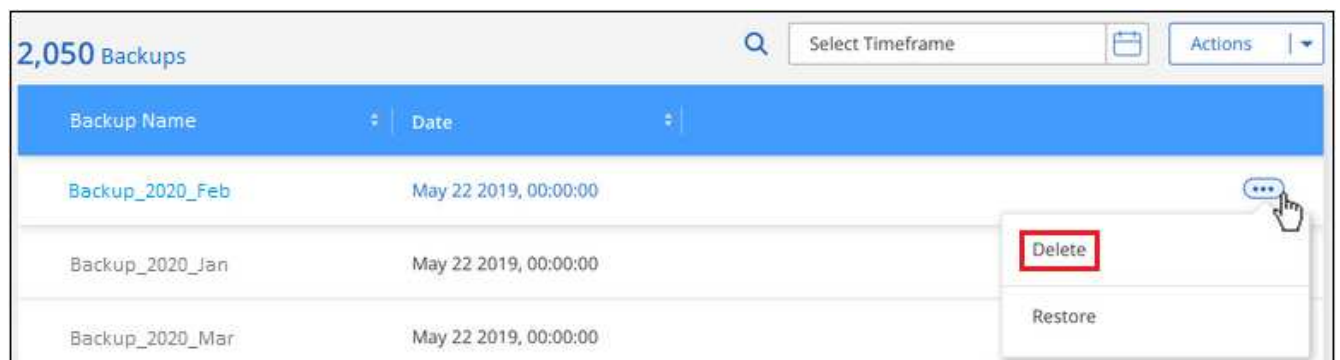 2,050 Backups
Select Timeframe
Actions
Backup Name
Date
Backup_2020_Feb
May 22 2019, 00:00:00
Delete
Backup_2020_Jan
May 22 2019, 00:00:00
Restore
Backup_2020_Mar
May 22 2019, 00:00:00